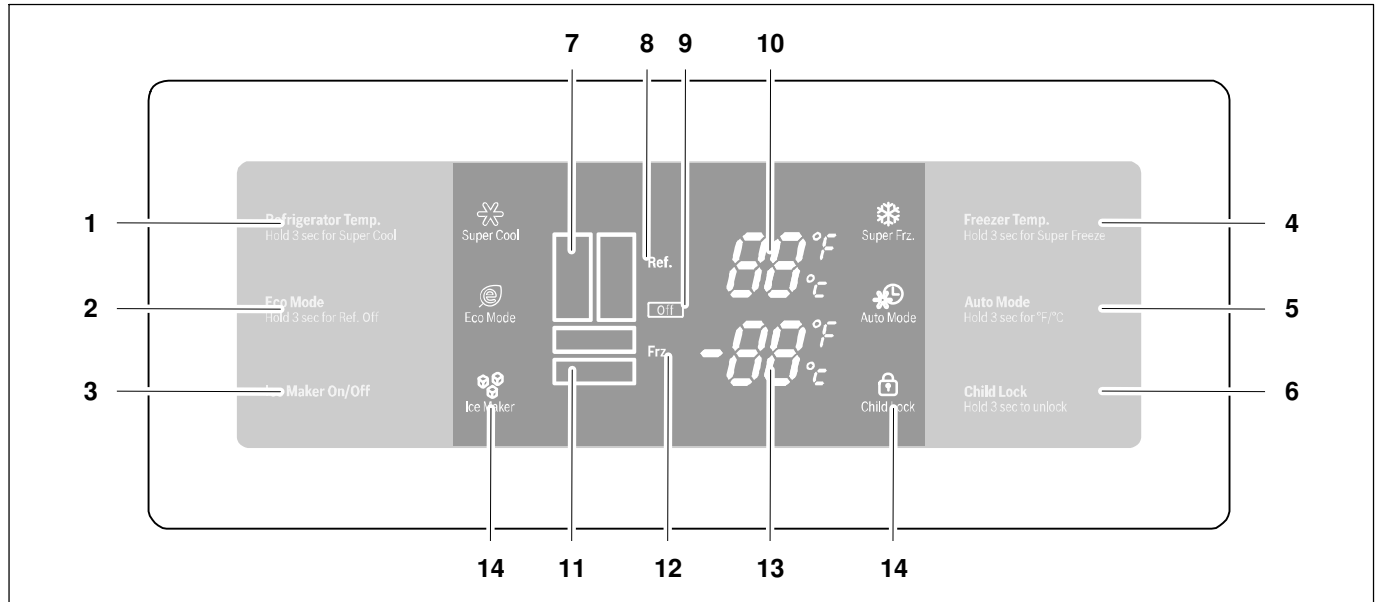 7 8 9 10
1 Refrigerator Temp.
Hold 3 sec for Super Cool
Super Cool
Ref.
88 °F
°C
Super Frz.
Freezer Temp. 4
Hold 3 sec for Super Freeze
2 Eco Mode
Hold 3 sec for Ref. Off
Eco Mode
Off
Auto Mode
Auto Mode 5
Hold 3 sec for °F/°C
3 Ice Maker On/Off
Ice Maker
Frz.
-88 °F
°C
Child Lock
Child Lock 6
Hold 3 sec to unlock
14 11 12 13 14